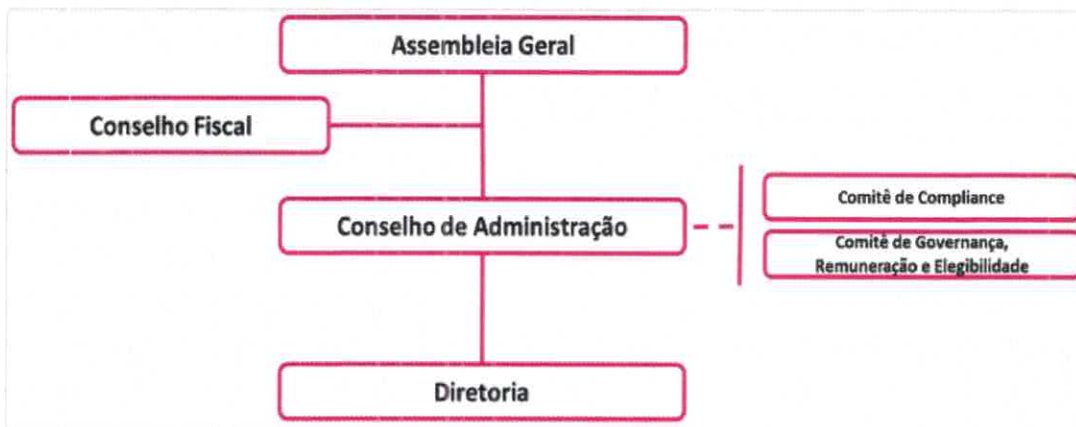 Assembleia Geral
Conselho Fiscal
Conselho de Administração
Comitê de Compliance
Comitê de Governança,
Remuneração e Elegibilidade
Diretoria